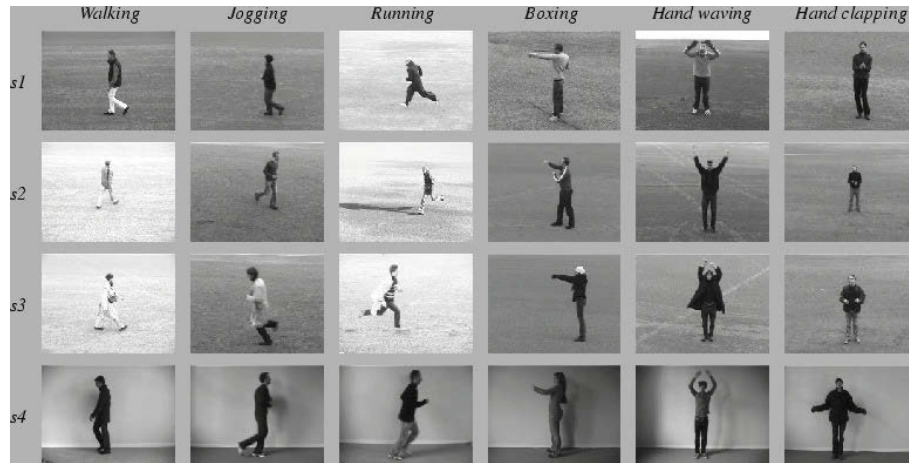 Walking Jogging Running Boxing Hand waving Hand clapping
s1
s2
s3
s4